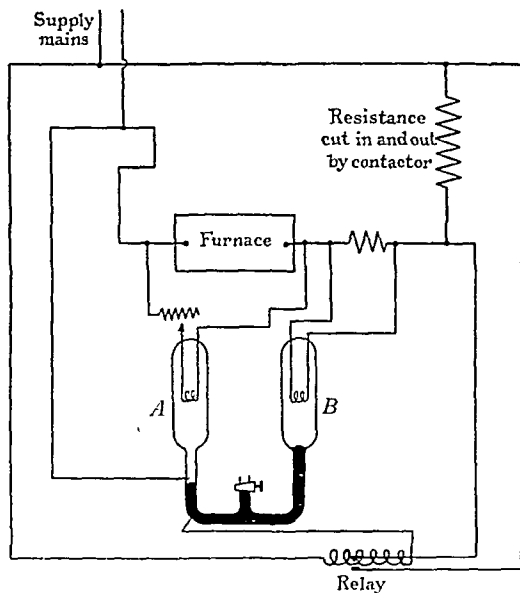 Supply
mains
Resistance
cut in and out
by contactor
Furnace
A
B
Relay